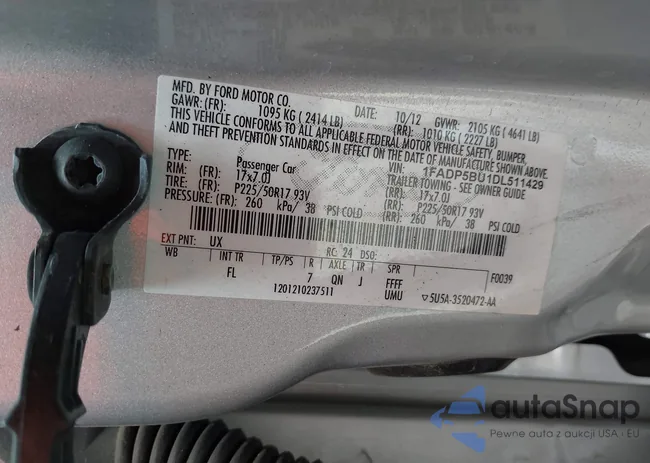 MFD. BY FORD MOTOR CO.
DATE: 10/12 GVWR: 2105 KG ( 4641 LB)
GAWR: (FR): 1095 KG ( 2414 LB) (RR): 1010 KG ( 2227 LB)
THIS VEHICLE CONFORMS TO ALL APPLICABLE FEDERAL MOTOR VEHICLE SAFETY, BUMPER,
AND THEFT PREVENTION STANDARDS IN EFFECT ON THE DATE OF MANUFACTURE SHOWN ABOVE.
VIN: 1FADP5BU1DL511429
TYPE: Passenger Car TRAILER TOWING - SEE OWNER GUIDE
RIM: (FR): 17x7.0J (RR): 17x7.0J
TIRE: (FR): P225/50R17 93V (RR): P225/50R17 93V
PRESSURE: (FR): 260 kPa/ 38 PSI COLD (RR): 260 kPa/ 38 PSI COLD
EXT PNT: UX RC: 24 DSO: F0039
WB INT TR TP/PS R AXLE TR SPR
FL 7 QN J FFFF
UMU
1201210237511 ▽5U5A-3520472-AA
autaSnap
Pewne auta z aukcji USA - EU